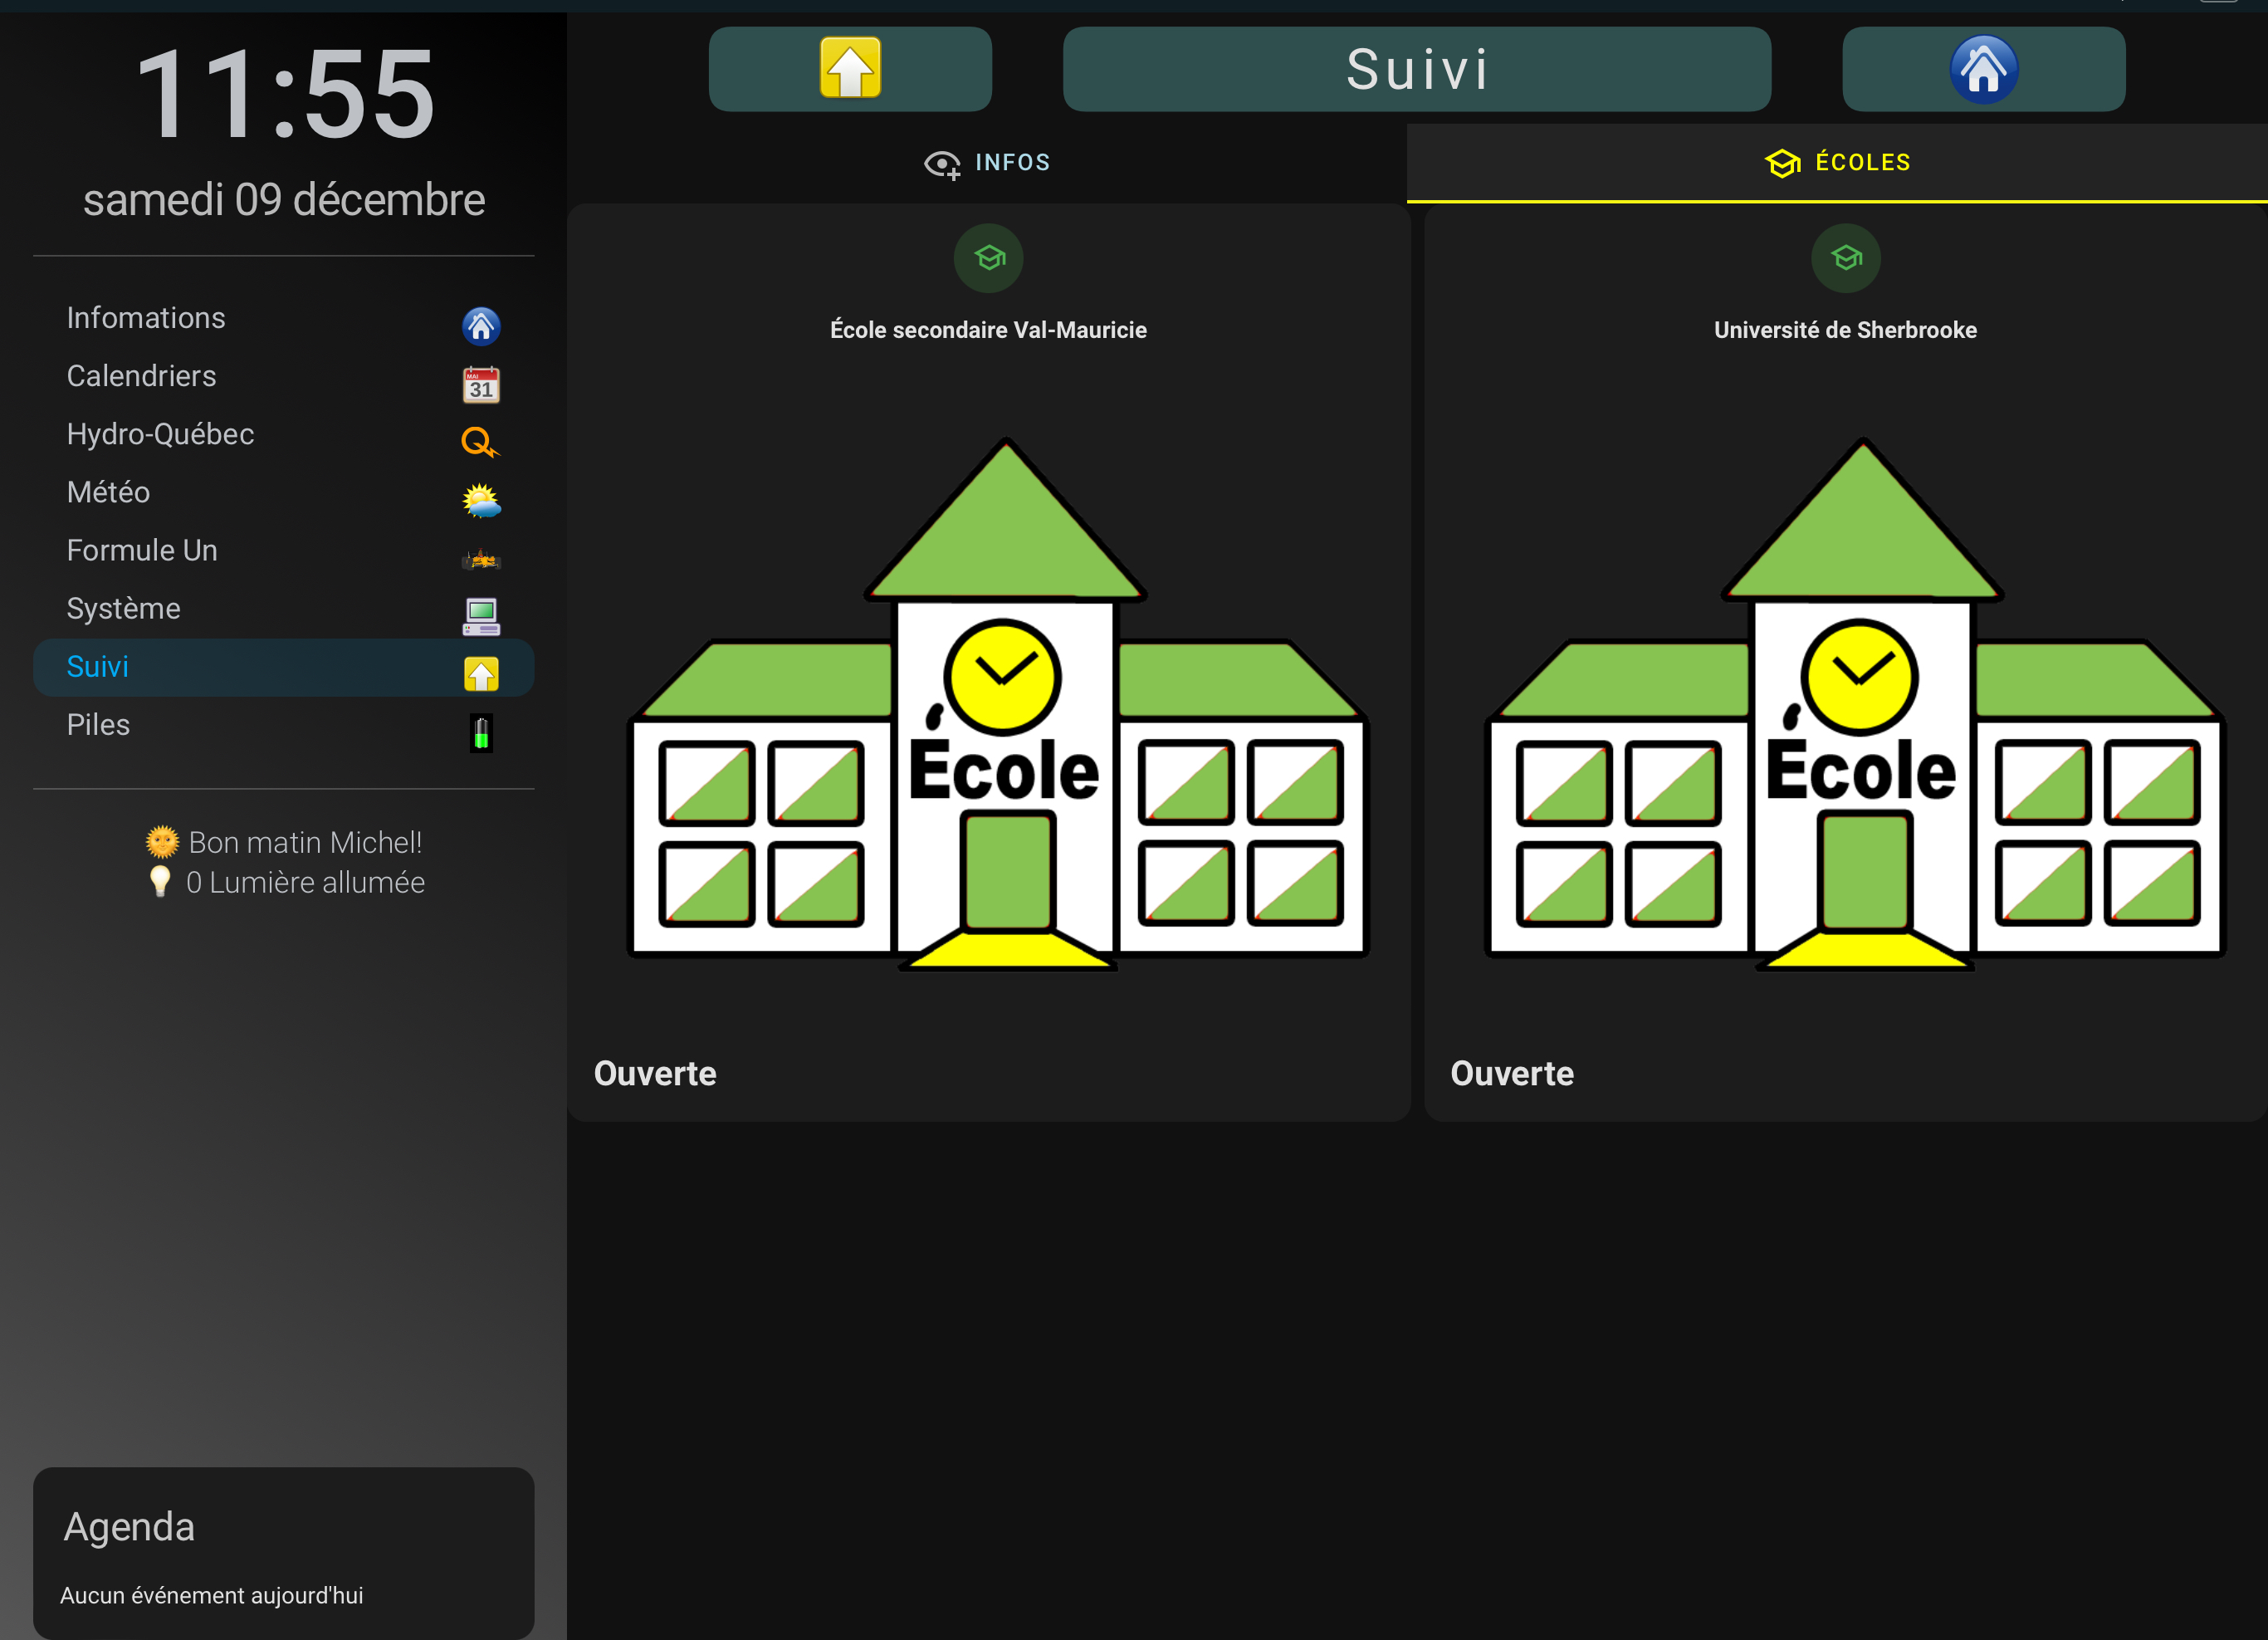 11:55
samedi 09 décembre
Infomations
Calendriers
MAI
31
Hydro-Québec
Météo
Formule Un
Système
Suivi
Piles
🌞 Bon matin Michel!
💡 0 Lumière allumée
Agenda
Aucun événement aujourd'hui
Suivi
INFOS
ÉCOLES
École secondaire Val-Mauricie
École
Ouverte
Université de Sherbrooke
École
Ouverte